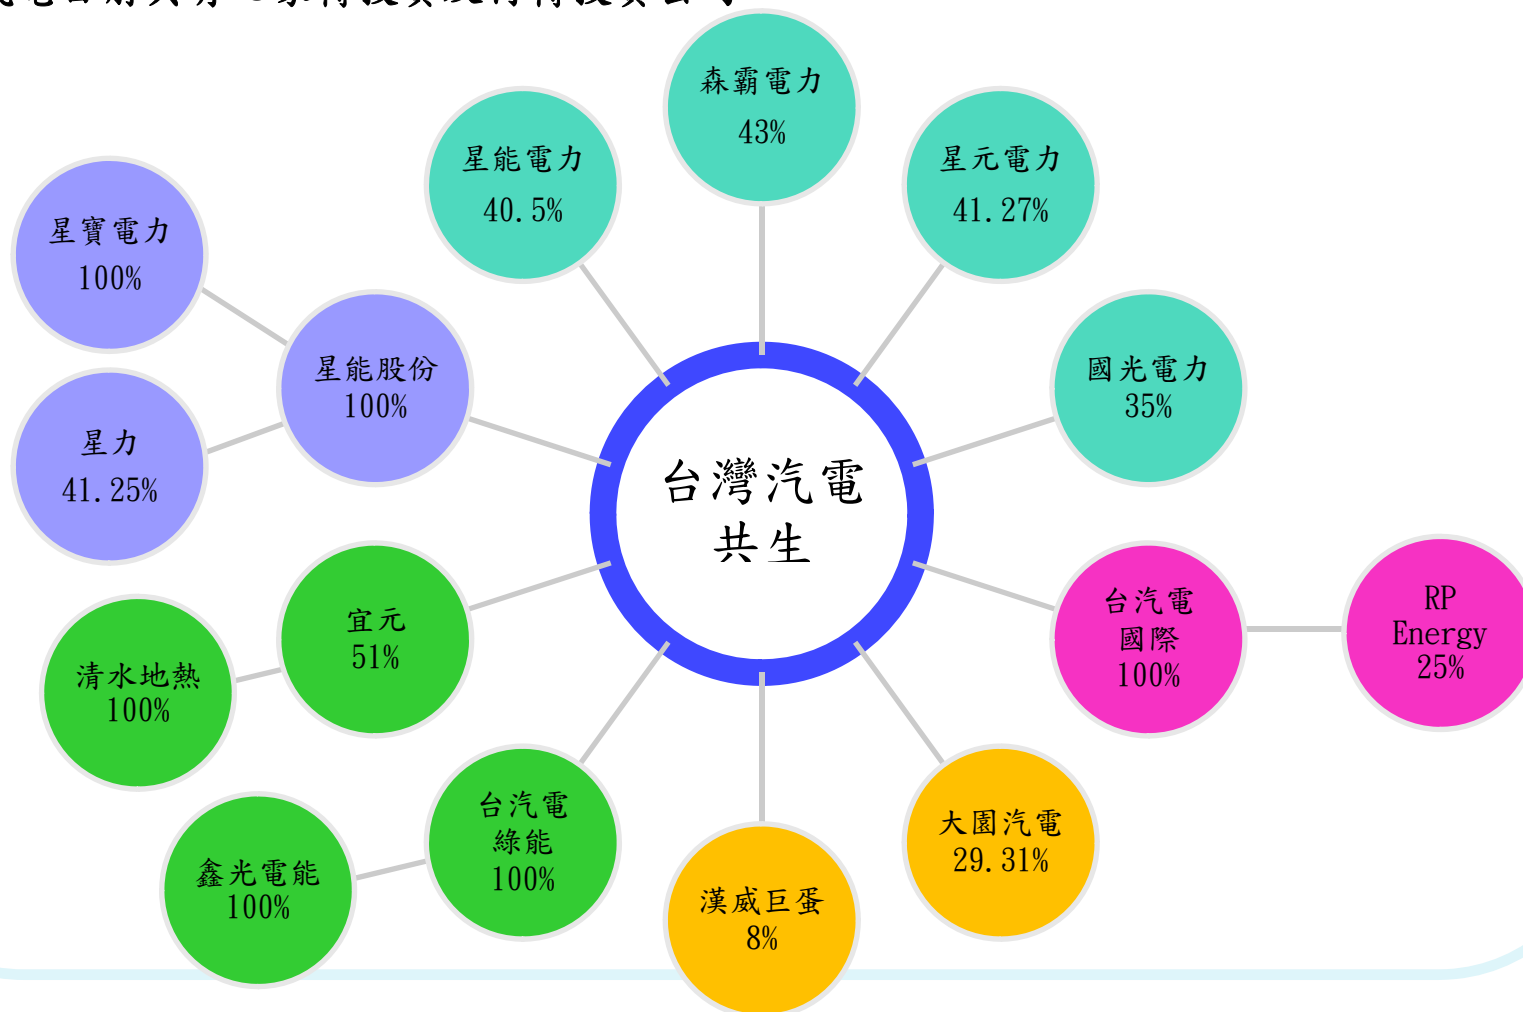 森霸電力
43%
星能電力
40.5%
星元電力
41.27%
星寶電力
100%
星能股份
100%
國光電力
35%
星力
41.25%
台灣汽電
共生
宜元
51%
清水地熱
100%
台汽電
國際
100%
RP
Energy
25%
台汽電
綠能
100%
鑫光電能
100%
漢威巨蛋
8%
大園汽電
29.31%